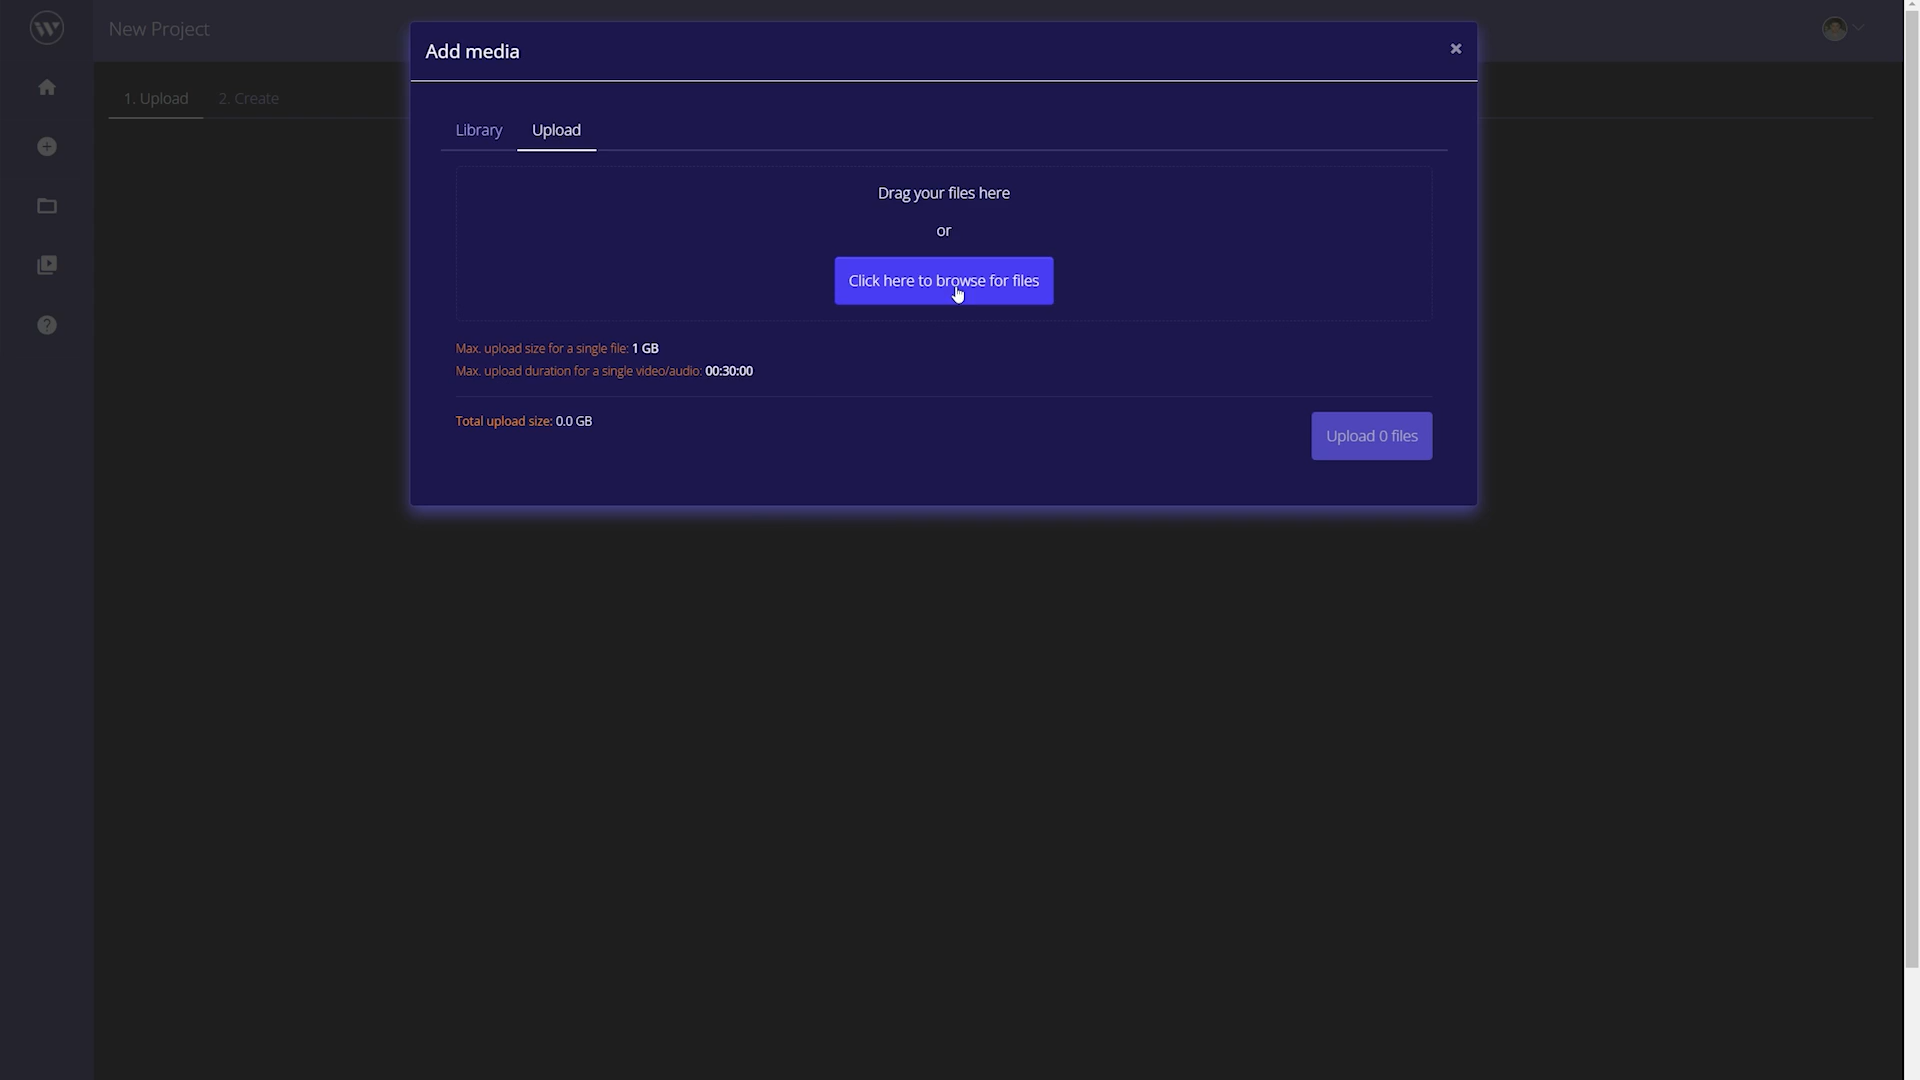 New Project
1. Upload 2. Create
Add media
Library Upload
Drag your files here
or
Click here to browse for files
Max. upload size for a single file: 1 GB
Max. upload duration for a single video/audio: 00:30:00
Total upload size: 0.0 GB
Upload 0 files